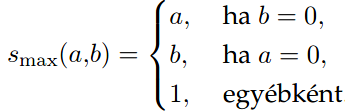 a, ha b = 0,
s_max(a,b) = { b, ha a = 0,
1, egyébként